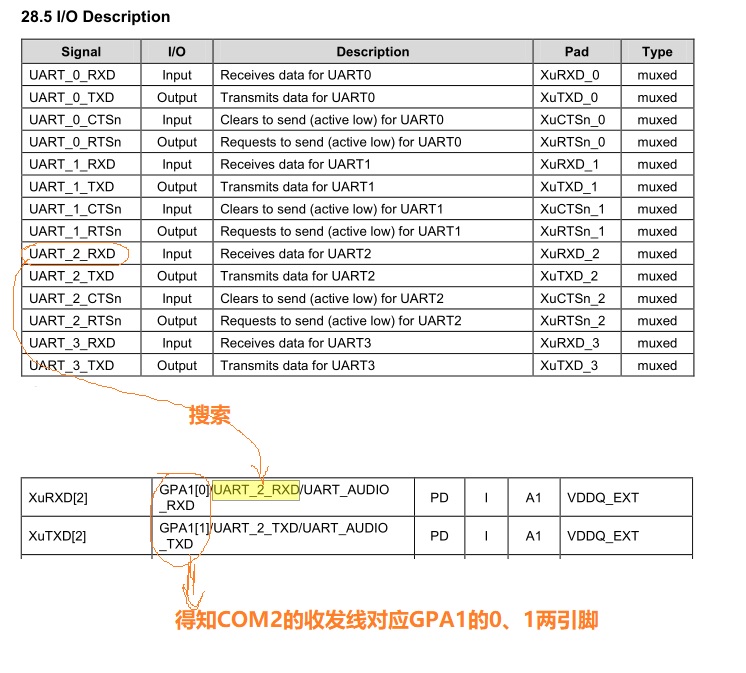 28.5 I/O Description
Signal I/O Description Pad Type
UART_0_RXD Input Receives data for UART0 XuRXD_0 muxed
UART_0_TXD Output Transmits data for UART0 XuTXD_0 muxed
UART_0_CTSn Input Clears to send (active low) for UART0 XuCTSn_0 muxed
UART_0_RTSn Output Requests to send (active low) for UART0 XuRTSn_0 muxed
UART_1_RXD Input Receives data for UART1 XuRXD_1 muxed
UART_1_TXD Output Transmits data for UART1 XuTXD_1 muxed
UART_1_CTSn Input Clears to send (active low) for UART1 XuCTSn_1 muxed
UART_1_RTSn Output Requests to send (active low) for UART1 XuRTSn_1 muxed
UART_2_RXD Input Receives data for UART2 XuRXD_2 muxed
UART_2_TXD Output Transmits data for UART2 XuTXD_2 muxed
UART_2_CTSn Input Clears to send (active low) for UART2 XuCTSn_2 muxed
UART_2_RTSn Output Requests to send (active low) for UART2 XuRTSn_2 muxed
UART_3_RXD Input Receives data for UART3 XuRXD_3 muxed
UART_3_TXD Output Transmits data for UART3 XuTXD_3 muxed
搜索
XuRXD[2] GPA1[0]/UART_2_RXD/UART_AUDIO PD I A1 VDDQ_EXT
_RXD
XuTXD[2] GPA1[1]/UART_2_TXD/UART_AUDIO PD I A1 VDDQ_EXT
_TXD
得知COM2的收发线对应GPA1的0、1两引脚